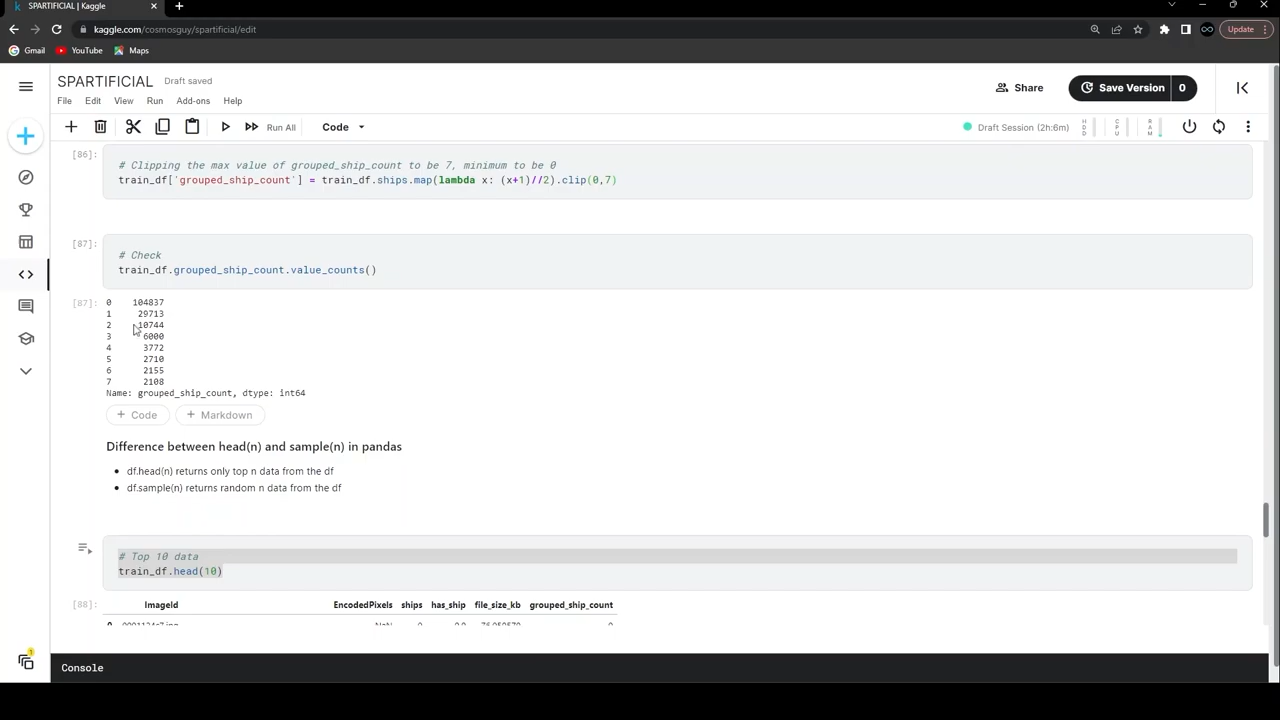 SPARTIFICIAL | Kaggle
kaggle.com/cosmosguy/spartificial/edit
Update
Gmail
YouTube
Maps
SPARTIFICIAL
Draft saved
File Edit View Run Add-ons Help
Share
Save Version
0
Run All
Code
Draft Session (2h:6m)
HDD
CPU
RAM
[86]:
# Clipping the max value of grouped_ship_count to be 7, minimum to be 0
train_df['grouped_ship_count'] = train_df.ships.map(lambda x: (x+1)//2).clip(0,7)
[87]:
# Check
train_df.grouped_ship_count.value_counts()
[87]:
0 104837
1 29713
2 10744
3 6000
4 3772
5 2710
6 2155
7 2108
Name: grouped_ship_count, dtype: int64
+ Code
+ Markdown
Difference between head(n) and sample(n) in pandas
df.head(n) returns only top n data from the df
df.sample(n) returns random n data from the df
# Top 10 data
train_df.head(10)
[88]:
ImageId EncodedPixels ships has_ship file_size_kb grouped_ship_count
Console
1